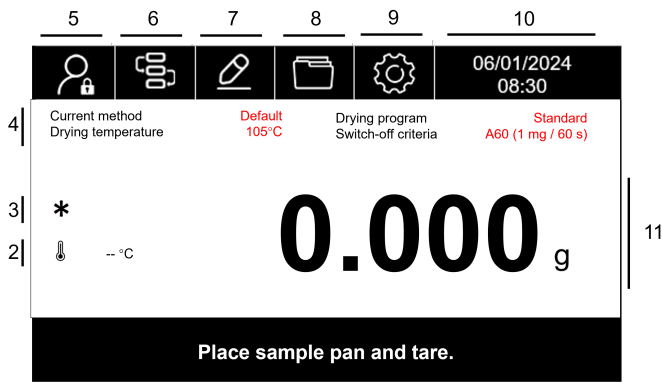 5 6 7 8 9 10
06/01/2024
08:30
4
Current method Default Drying program Standard
Drying temperature 105°C Switch-off criteria A60 (1 mg / 60 s)
3 *
0.000 g
11
2 -- °C
Place sample pan and tare.